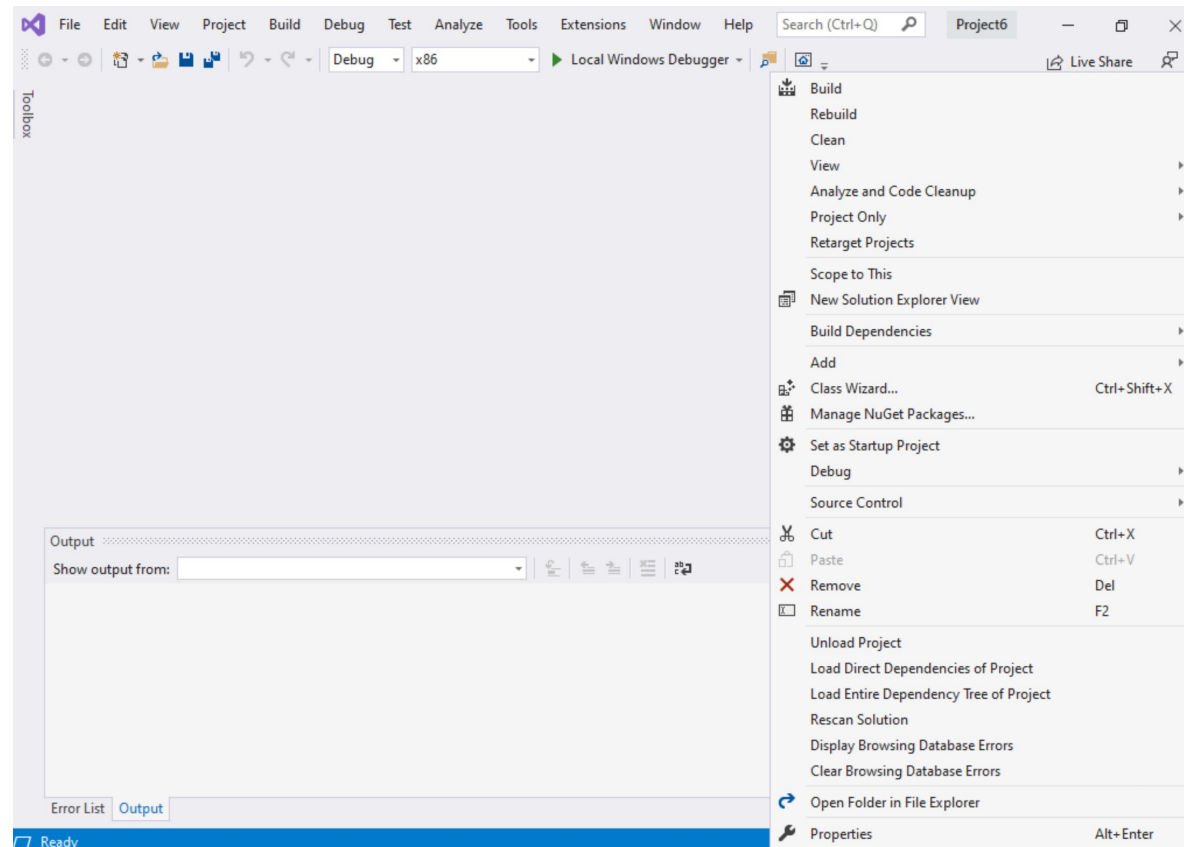 File Edit View Project Build Debug Test Analyze Tools Extensions Window Help Search (Ctrl+Q) Project6
Debug x86 Local Windows Debugger Live Share
Toolbox
Build
Rebuild
Clean
View
Analyze and Code Cleanup
Project Only
Retarget Projects
Scope to This
New Solution Explorer View
Build Dependencies
Add
Class Wizard... Ctrl+Shift+X
Manage NuGet Packages...
Set as Startup Project
Debug
Source Control
Cut Ctrl+X
Paste Ctrl+V
Remove Del
Rename F2
Unload Project
Load Direct Dependencies of Project
Load Entire Dependency Tree of Project
Rescan Solution
Display Browsing Database Errors
Clear Browsing Database Errors
Open Folder in File Explorer
Properties Alt+Enter
Output
Show output from:
Error List Output
Ready